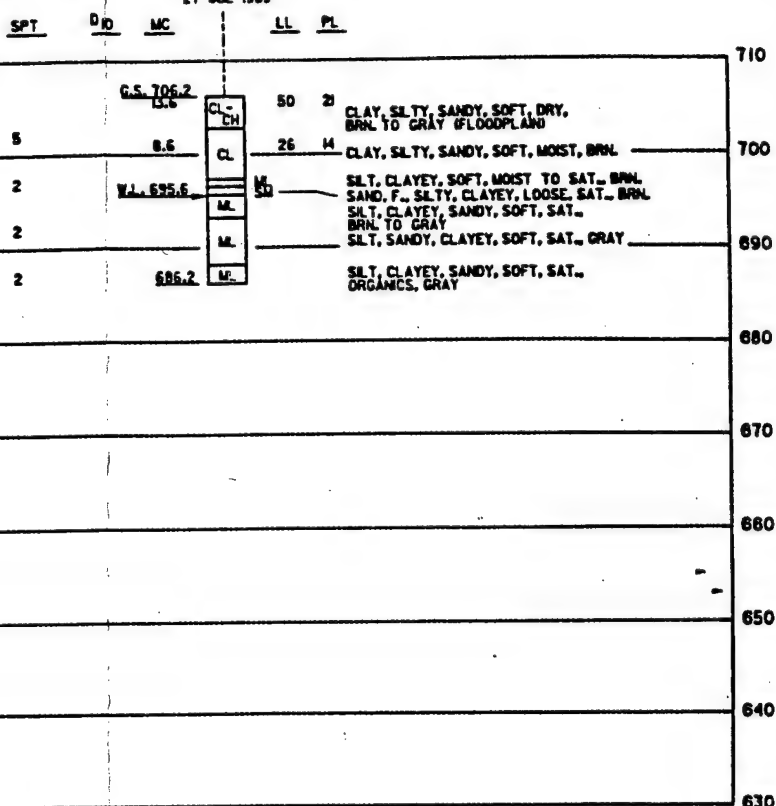 SPT D10 MC LL PL
710
G.S. 706.2
13.6
CL-CH
50 21
CLAY, SILTY, SANDY, SOFT, DRY,
BRN. TO GRAY (FLOODPLAIN)
5
8.6
CL
26 14
CLAY, SILTY, SANDY, SOFT, MOIST, BRN.
700
2
ML
SILT, CLAYEY, SOFT, MOIST TO SAT., BRN.
W.L. 695.6
SAND, F., SILTY, CLAYEY, LOOSE, SAT., BRN.
ML
SILT, CLAYEY, SANDY, SOFT, SAT.,
BRN. TO GRAY
2
ML
SILT, SANDY, CLAYEY, SOFT, SAT., GRAY
690
2
686.2
ML
SILT, CLAYEY, SANDY, SOFT, SAT.,
ORGANICS, GRAY
680
670
660
650
640
630